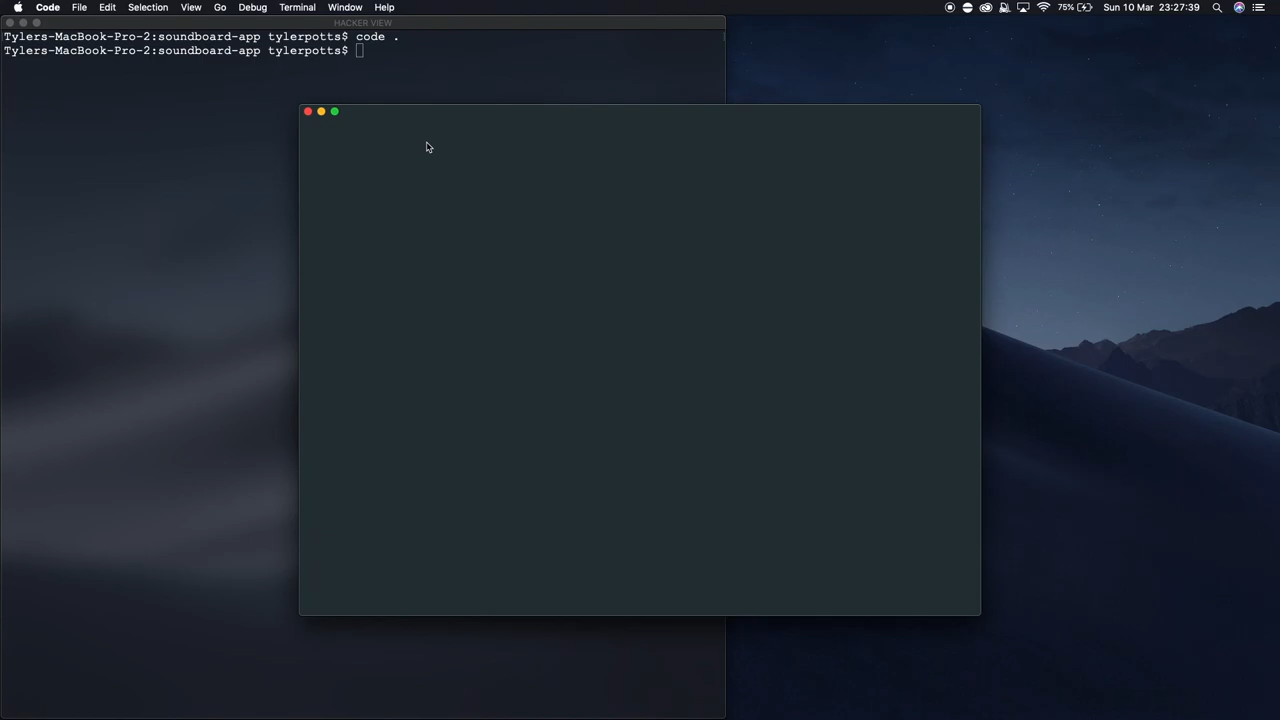 Code File Edit Selection View Go Debug Terminal Window Help 75% Sun 10 Mar 23:27:39
HACKER VIEW
Tylers-MacBook-Pro-2:soundboard-app tylerpotts$ code .
Tylers-MacBook-Pro-2:soundboard-app tylerpotts$